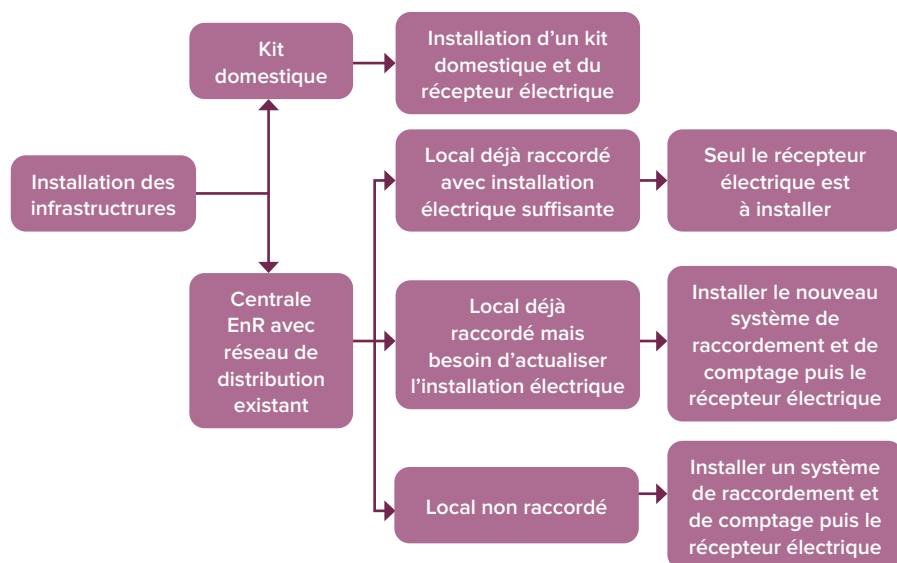 Kit
domestique
Installation d'un kit
domestique et du
récepteur électrique
Installation des
infrastructrures
Local déjà raccordé
avec installation
électrique suffisante
Seul le récepteur
électrique est
à installer
Centrale
EnR avec
réseau de
distribution
existant
Local déjà
raccordé mais
besoin d'actualiser
l'installation électrique
Installer le nouveau
système de
raccordement et de
comptage puis le
récepteur électrique
Local non raccordé
Installer un système
de raccordement et
de comptage puis le
récepteur électrique